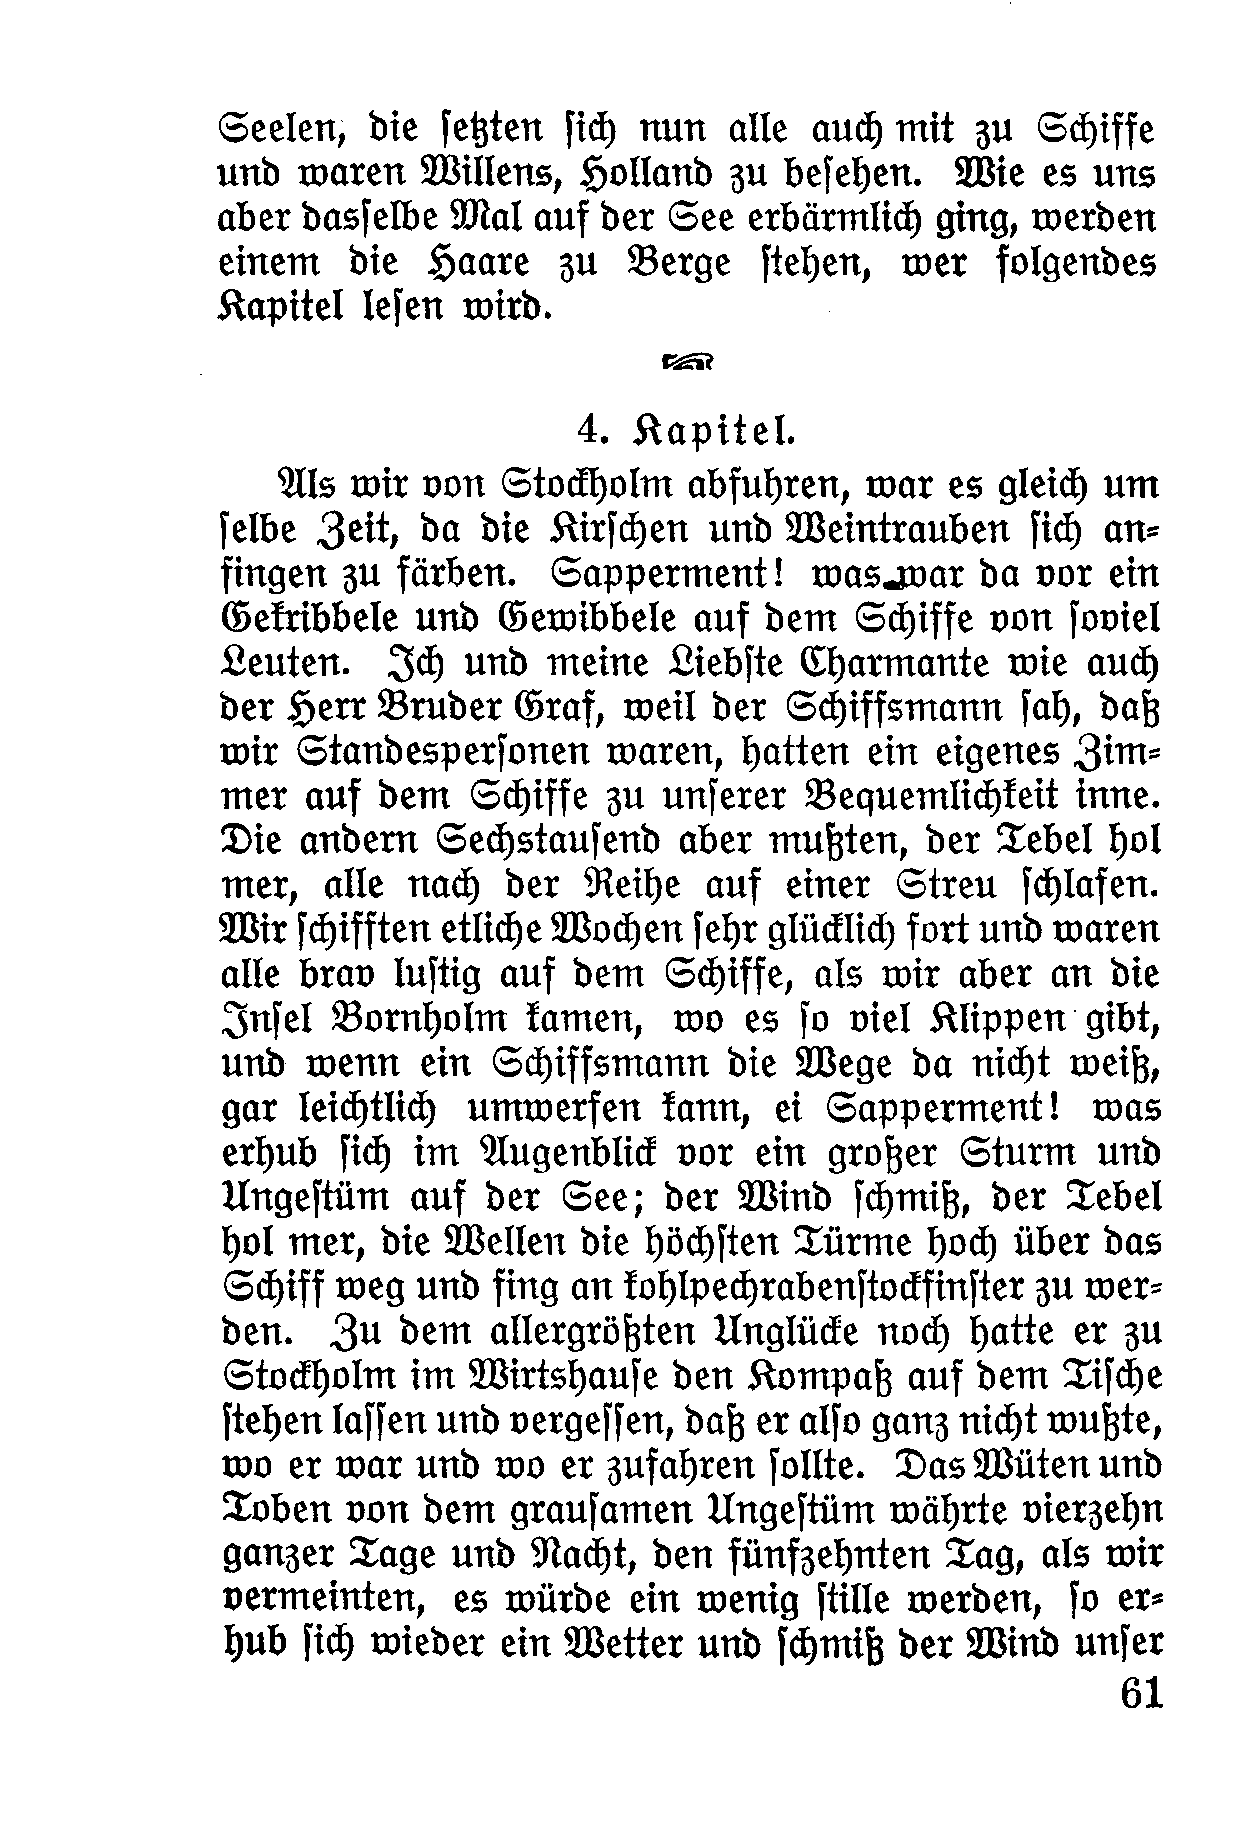 Seelen, die ſetzten ſich nun alle auch mit zu Schiffe
und waren Willens, Holland zu beſehen. Wie es uns
aber dasſelbe Mal auf der See erbärmlich ging, werden
einem die Haare zu Berge ſtehen, wer folgendes
Kapitel leſen wird.
4. Kapitel.
Als wir von Stockholm abfuhren, war es gleich um
ſelbe Zeit, da die Kirſchen und Weintrauben ſich an-
fingen zu färben. Sapperment! was war da vor ein
Gekribbele und Gewibbele auf dem Schiffe von ſoviel
Leuten. Ich und meine Liebſte Charmante wie auch
der Herr Bruder Graf, weil der Schiffsmann ſah, daß
wir Standesperſonen waren, hatten ein eigenes Zim-
mer auf dem Schiffe zu unſerer Bequemlichkeit inne.
Die andern Sechstauſend aber mußten, der Tebel hol
mer, alle nach der Reihe auf einer Streu ſchlafen.
Wir ſchifften etliche Wochen ſehr glücklich fort und waren
alle brav luſtig auf dem Schiffe, als wir aber an die
Inſel Bornholm kamen, wo es ſo viel Klippen gibt,
und wenn ein Schiffsmann die Wege da nicht weiß,
gar leichtlich umwerfen kann, ei Sapperment! was
erhub ſich im Augenblick vor ein großer Sturm und
Ungeſtüm auf der See; der Wind ſchmiß, der Tebel
hol mer, die Wellen die höchſten Türme hoch über das
Schiff weg und fing an kohlpechrabenſtockfinſter zu wer-
den. Zu dem allergrößten Unglücke noch hatte er zu
Stockholm im Wirtshauſe den Kompaß auf dem Tiſche
ſtehen laſſen und vergeſſen, daß er alſo ganz nicht wußte,
wo er war und wo er zufahren ſollte. Das Wüten und
Toben von dem grauſamen Ungeſtüm währte vierzehn
ganzer Tage und Nacht, den fünfzehnten Tag, als wir
vermeinten, es würde ein wenig ſtille werden, ſo er-
hub ſich wieder ein Wetter und ſchmiß der Wind unſer
61